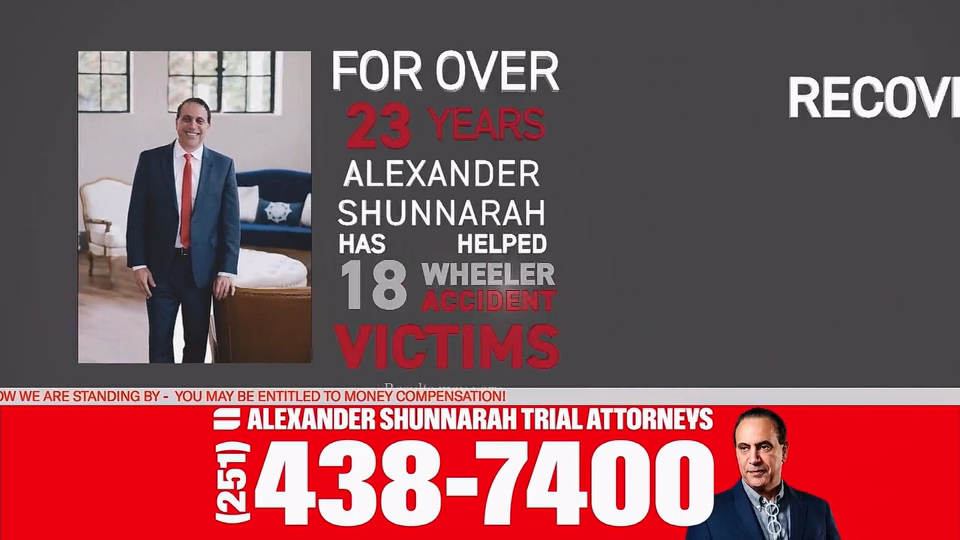 FOR OVER
23 YEARS
ALEXANDER
SHUNNARAH
HAS HELPED
18 WHEELER
ACCIDENT
VICTIMS
RECOV
OW WE ARE STANDING BY - YOU MAY BE ENTITLED TO MONEY COMPENSATION!
ALEXANDER SHUNNARAH TRIAL ATTORNEYS
(251) 438-7400